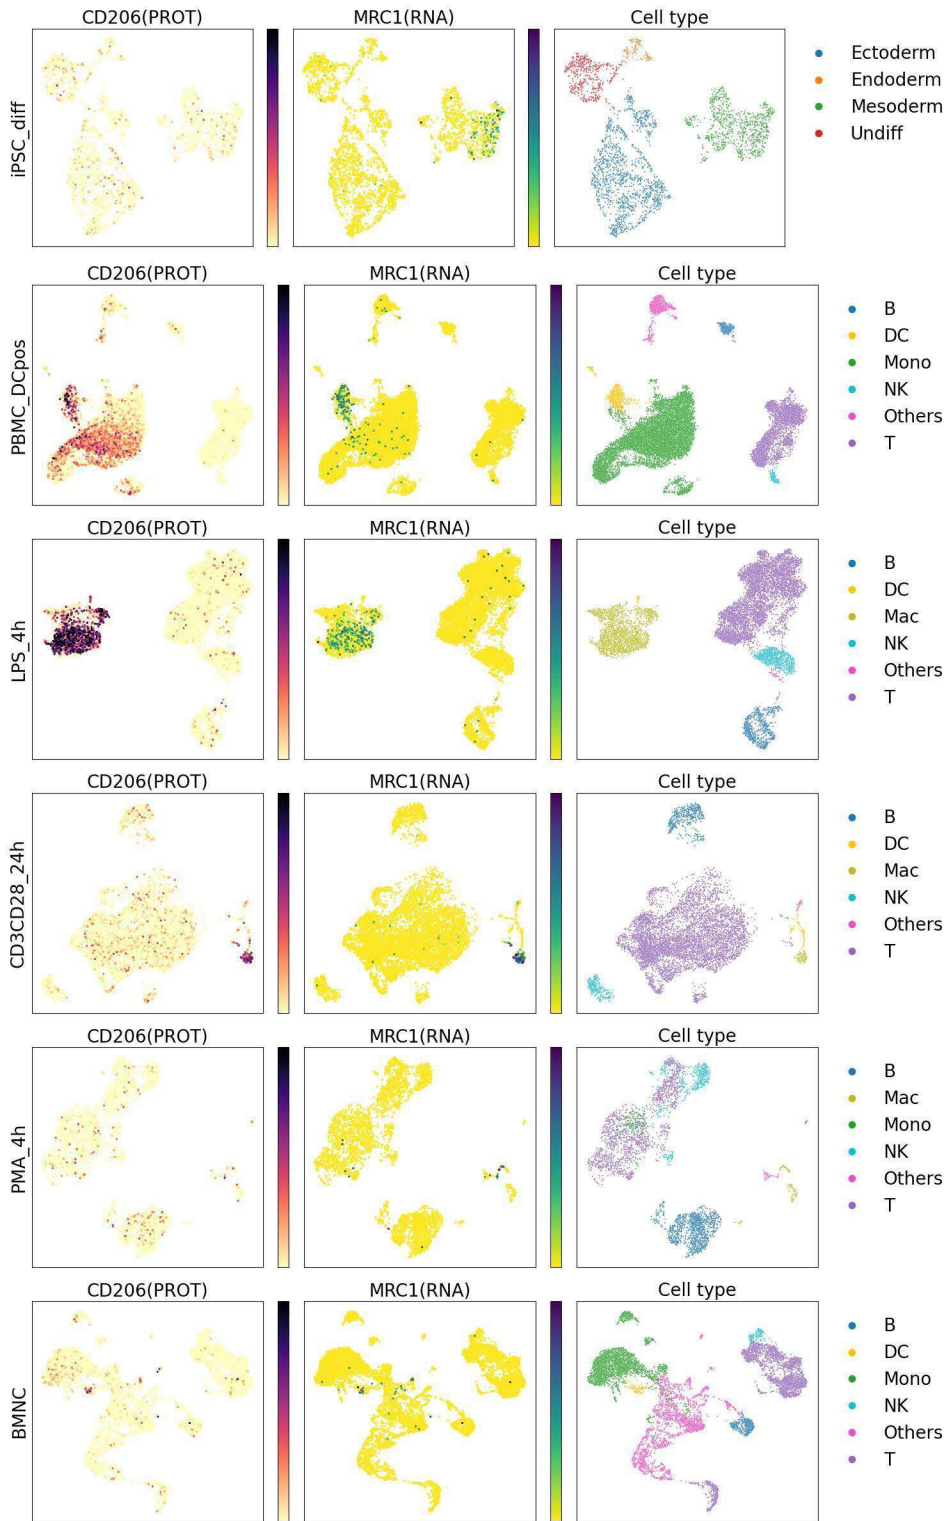 CD206(PROT) MRC1(RNA) Cell type
iPSC_diff
Ectoderm
Endoderm
Mesoderm
Undiff
CD206(PROT) MRC1(RNA) Cell type
PBMC_DCpos
B
DC
Mono
NK
Others
T
CD206(PROT) MRC1(RNA) Cell type
LPS_4h
B
DC
Mac
NK
Others
T
CD206(PROT) MRC1(RNA) Cell type
CD3CD28_24h
B
DC
Mac
NK
Others
T
CD206(PROT) MRC1(RNA) Cell type
PMA_4h
B
Mac
Mono
NK
Others
T
CD206(PROT) MRC1(RNA) Cell type
BMNC
B
DC
Mono
NK
Others
T